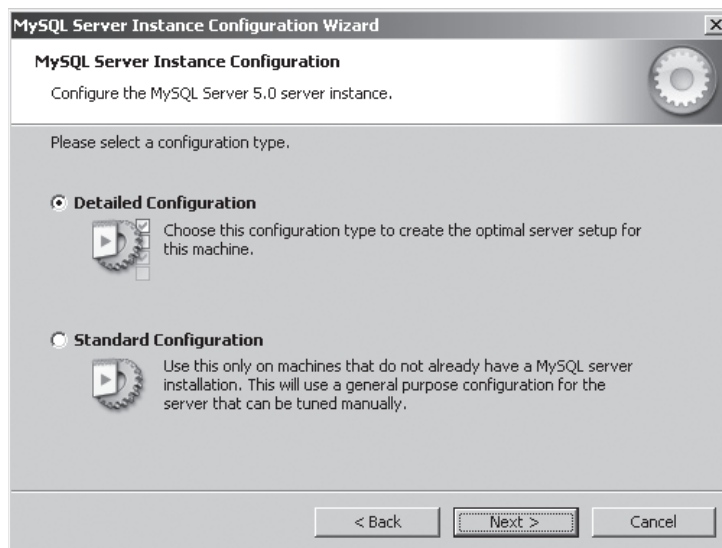 MySQL Server Instance Configuration Wizard
MySQL Server Instance Configuration
Configure the MySQL Server 5.0 server instance.
Please select a configuration type.
Detailed Configuration
Choose this configuration type to create the optimal server setup for
this machine.
Standard Configuration
Use this only on machines that do not already have a MySQL server
installation. This will use a general purpose configuration for the
server that can be tuned manually.
< Back
Next >
Cancel